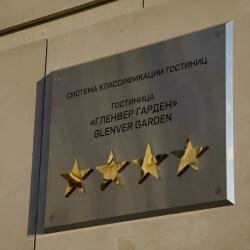 СИСТЕМА КЛАССИФИКАЦИИ ГОСТИНИЦ
ГОСТИНИЦА
«ГЛЕНВЕР ГАРДЕН»
GLENVER GARDEN